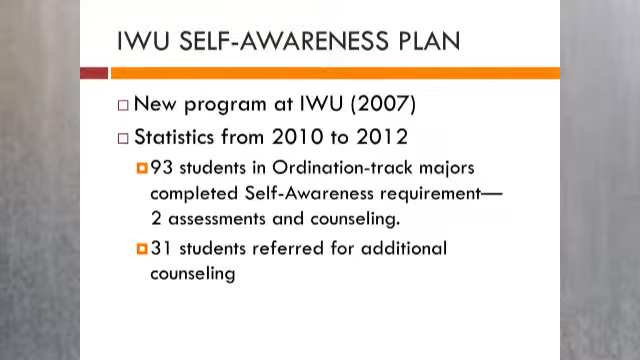 IWU SELF-AWARENESS PLAN
New program at IWU (2007)
Statistics from 2010 to 2012
93 students in Ordination-track majors
completed Self-Awareness requirement—
2 assessments and counseling.
31 students referred for additional
counseling